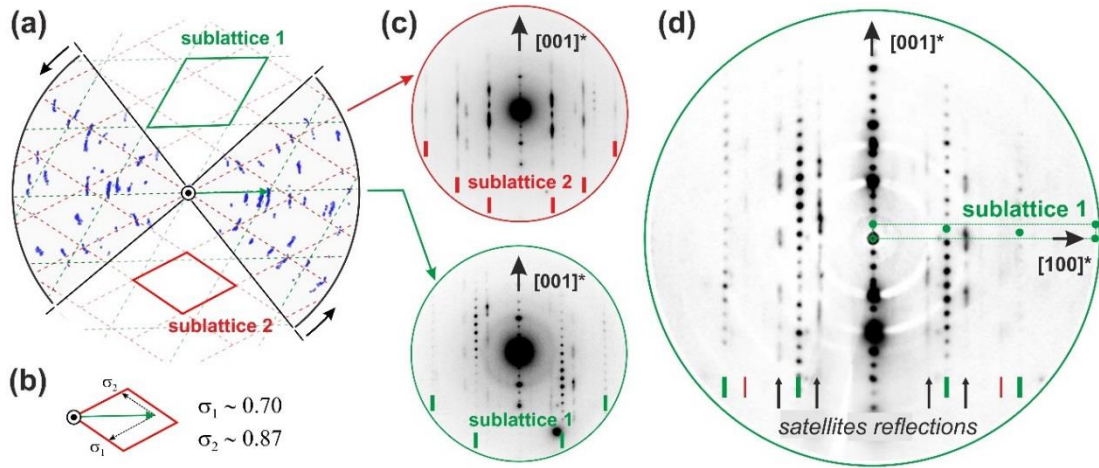 (a)
sublattice 1
sublattice 2
(b)
σ₂
σ₁
σ₁ ~ 0.70
σ₂ ~ 0.87
(c)
[001]*
sublattice 2
[001]*
sublattice 1
(d)
[001]*
sublattice 1
[100]*
satellites reflections